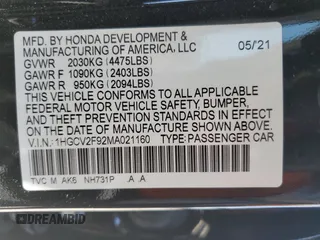 MFD. BY HONDA DEVELOPMENT &
MANUFACTURING OF AMERICA, LLC 05/21
GVWR 2030KG (4475LBS)
GAWR F 1090KG (2403LBS)
GAWR R 950KG (2094LBS)
THIS VEHICLE CONFORMS TO ALL APPLICABLE
FEDERAL MOTOR VEHICLE SAFETY, BUMPER,
AND THEFT PREVENTION STANDARDS IN EFFECT
ON THE DATE OF MANUFACTURE SHOWN ABOVE.
V.I.N.: 1HGCV2F92MA021160 TYPE: PASSENGER CAR
TVC M AK6 NH731P A A
DREAMBID